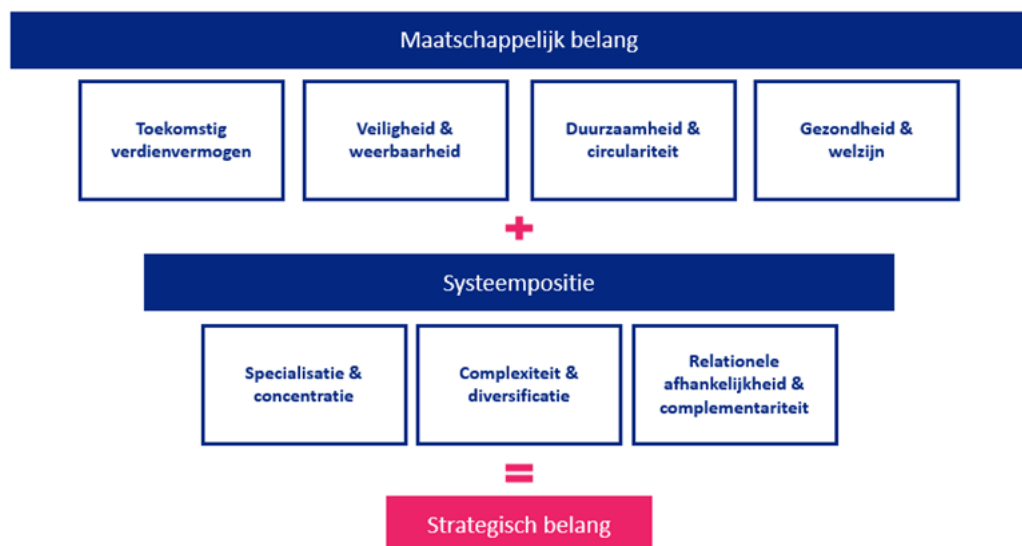 Maatschappelijk belang
Toekomstig
verdienvermogen
Veiligheid &
weerbaarheid
Duurzaamheid &
circulariteit
Gezondheid &
welzijn
+
Systeempositie
Specialisatie &
concentratie
Complexiteit &
diversificatie
Relationele
afhankelijkheid &
complementariteit
=
Strategisch belang